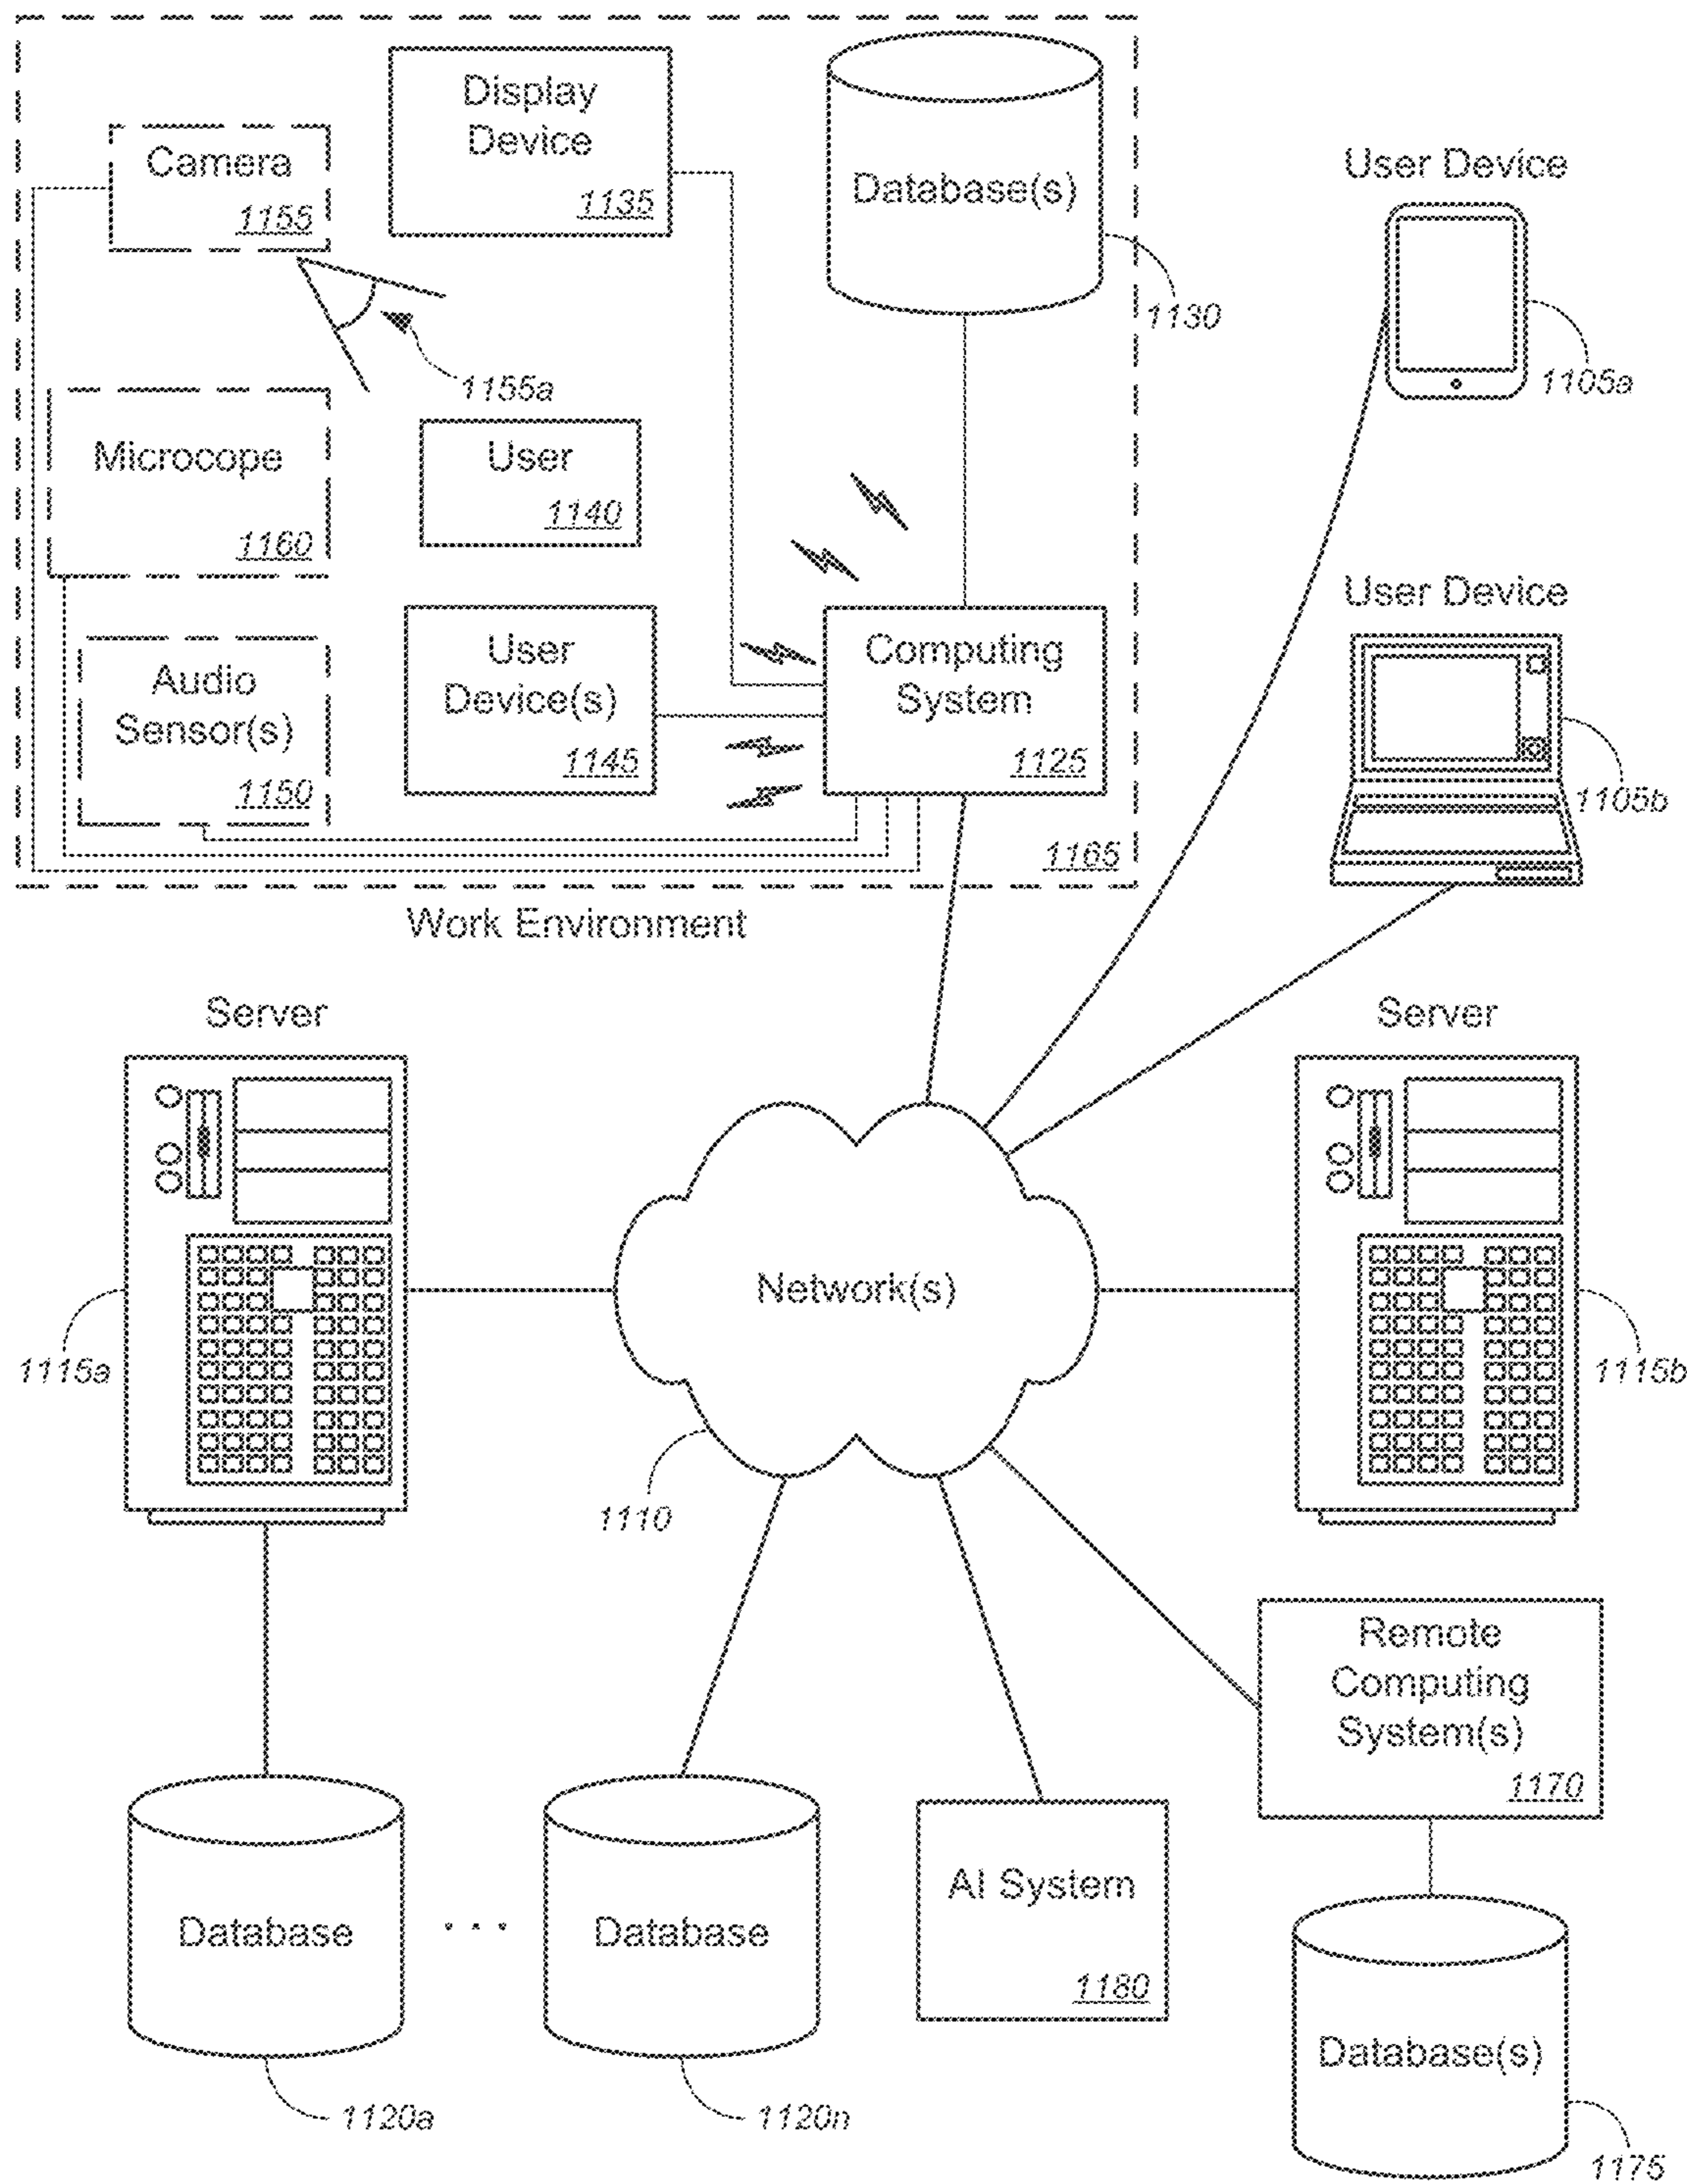 Display
Device
1135
Camera
1155
1155a
Database(s)
1130
User Device
1105a
Microcope
1160
User
1140
Audio
Sensor(s)
1150
User
Device(s)
1145
Computing
System
1125
1165
Work Environment
User Device
1105b
Server
1115a
Server
1115b
Network(s)
1110
Remote
Computing
System(s)
1170
Database
1120a
. . .
Database
1120n
AI System
1180
Database(s)
1175